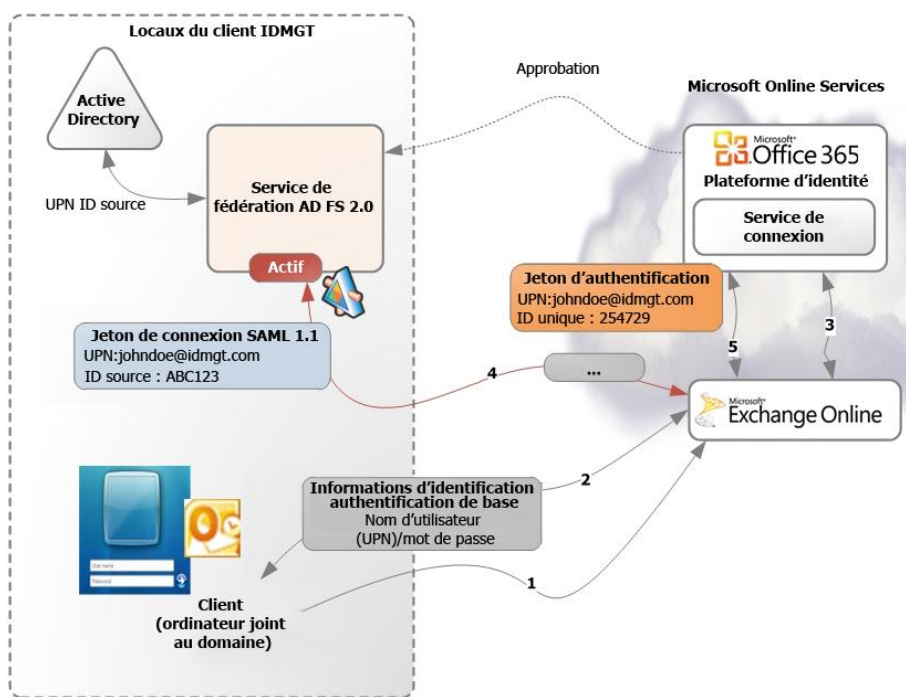 Locaux du client IDMGT
Active
Directory
UPN ID source
Service de
fédération AD FS 2.0
Actif
Approbation
Microsoft Online Services
Microsoft®
Office 365
Plateforme d'identité
Service de
connexion
Jeton d'authentification
UPN:johndoe@idmgt.com
ID unique : 254729
Jeton de connexion SAML 1.1
UPN:johndoe@idmgt.com
ID source : ABC123
4
...
5
3
Microsoft®
Exchange Online
2
Informations d'identification
authentification de base
Nom d'utilisateur
(UPN)/mot de passe
1
User name
Password
Client
(ordinateur joint
au domaine)